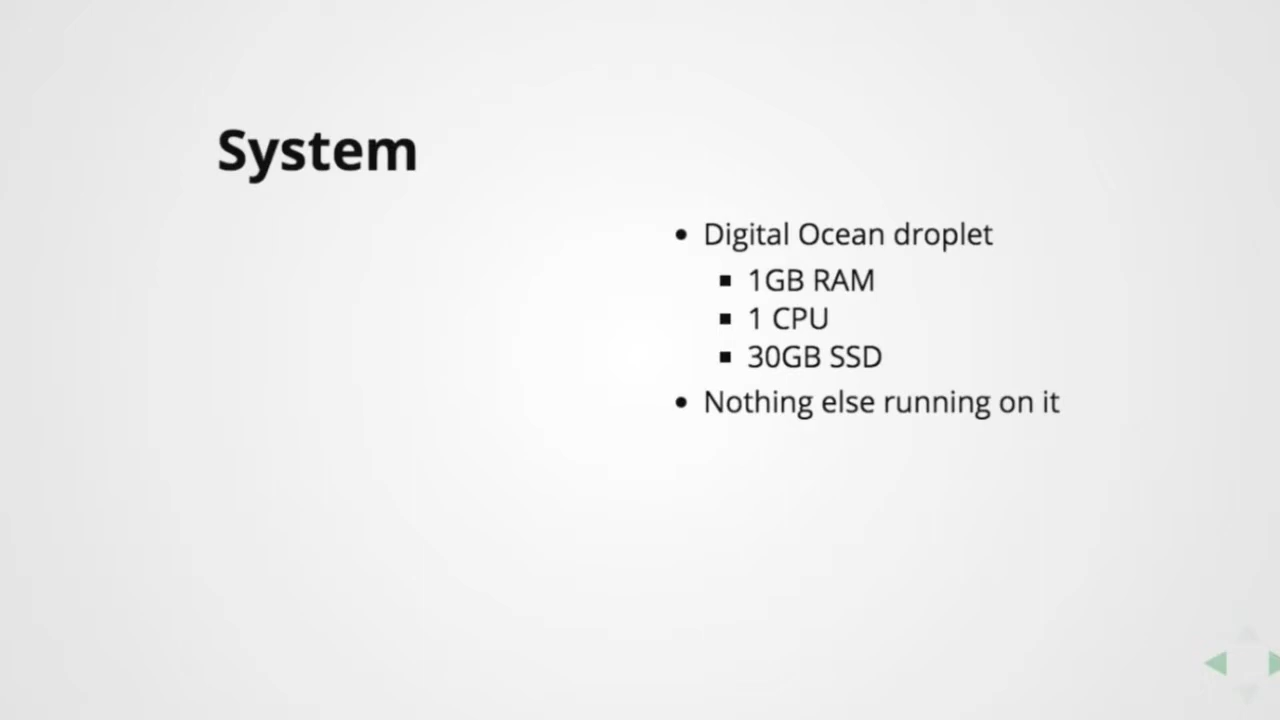 System
Digital Ocean droplet
1GB RAM
1 CPU
30GB SSD
Nothing else running on it